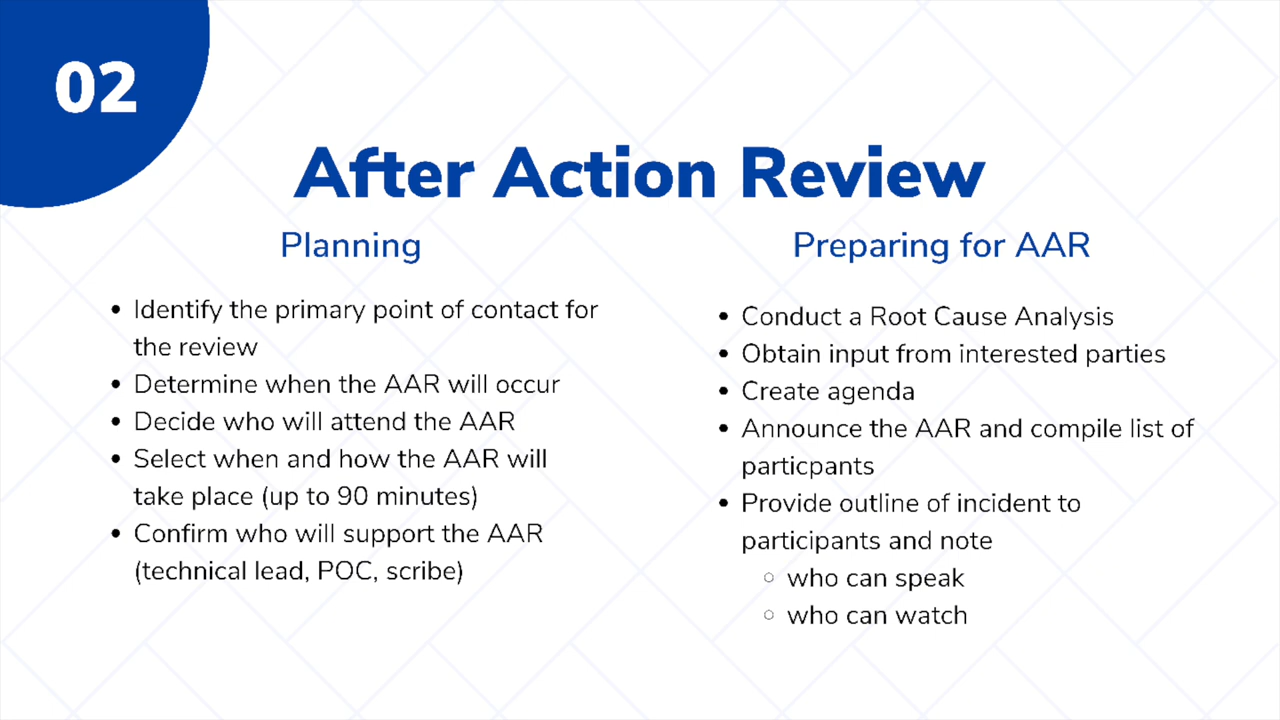 02
After Action Review
Planning
• Identify the primary point of contact for
the review
• Determine when the AAR will occur
• Decide who will attend the AAR
• Select when and how the AAR will
take place (up to 90 minutes)
• Confirm who will support the AAR
(technical lead, POC, scribe)
Preparing for AAR
• Conduct a Root Cause Analysis
• Obtain input from interested parties
• Create agenda
• Announce the AAR and compile list of
particpants
• Provide outline of incident to
participants and note
○ who can speak
○ who can watch